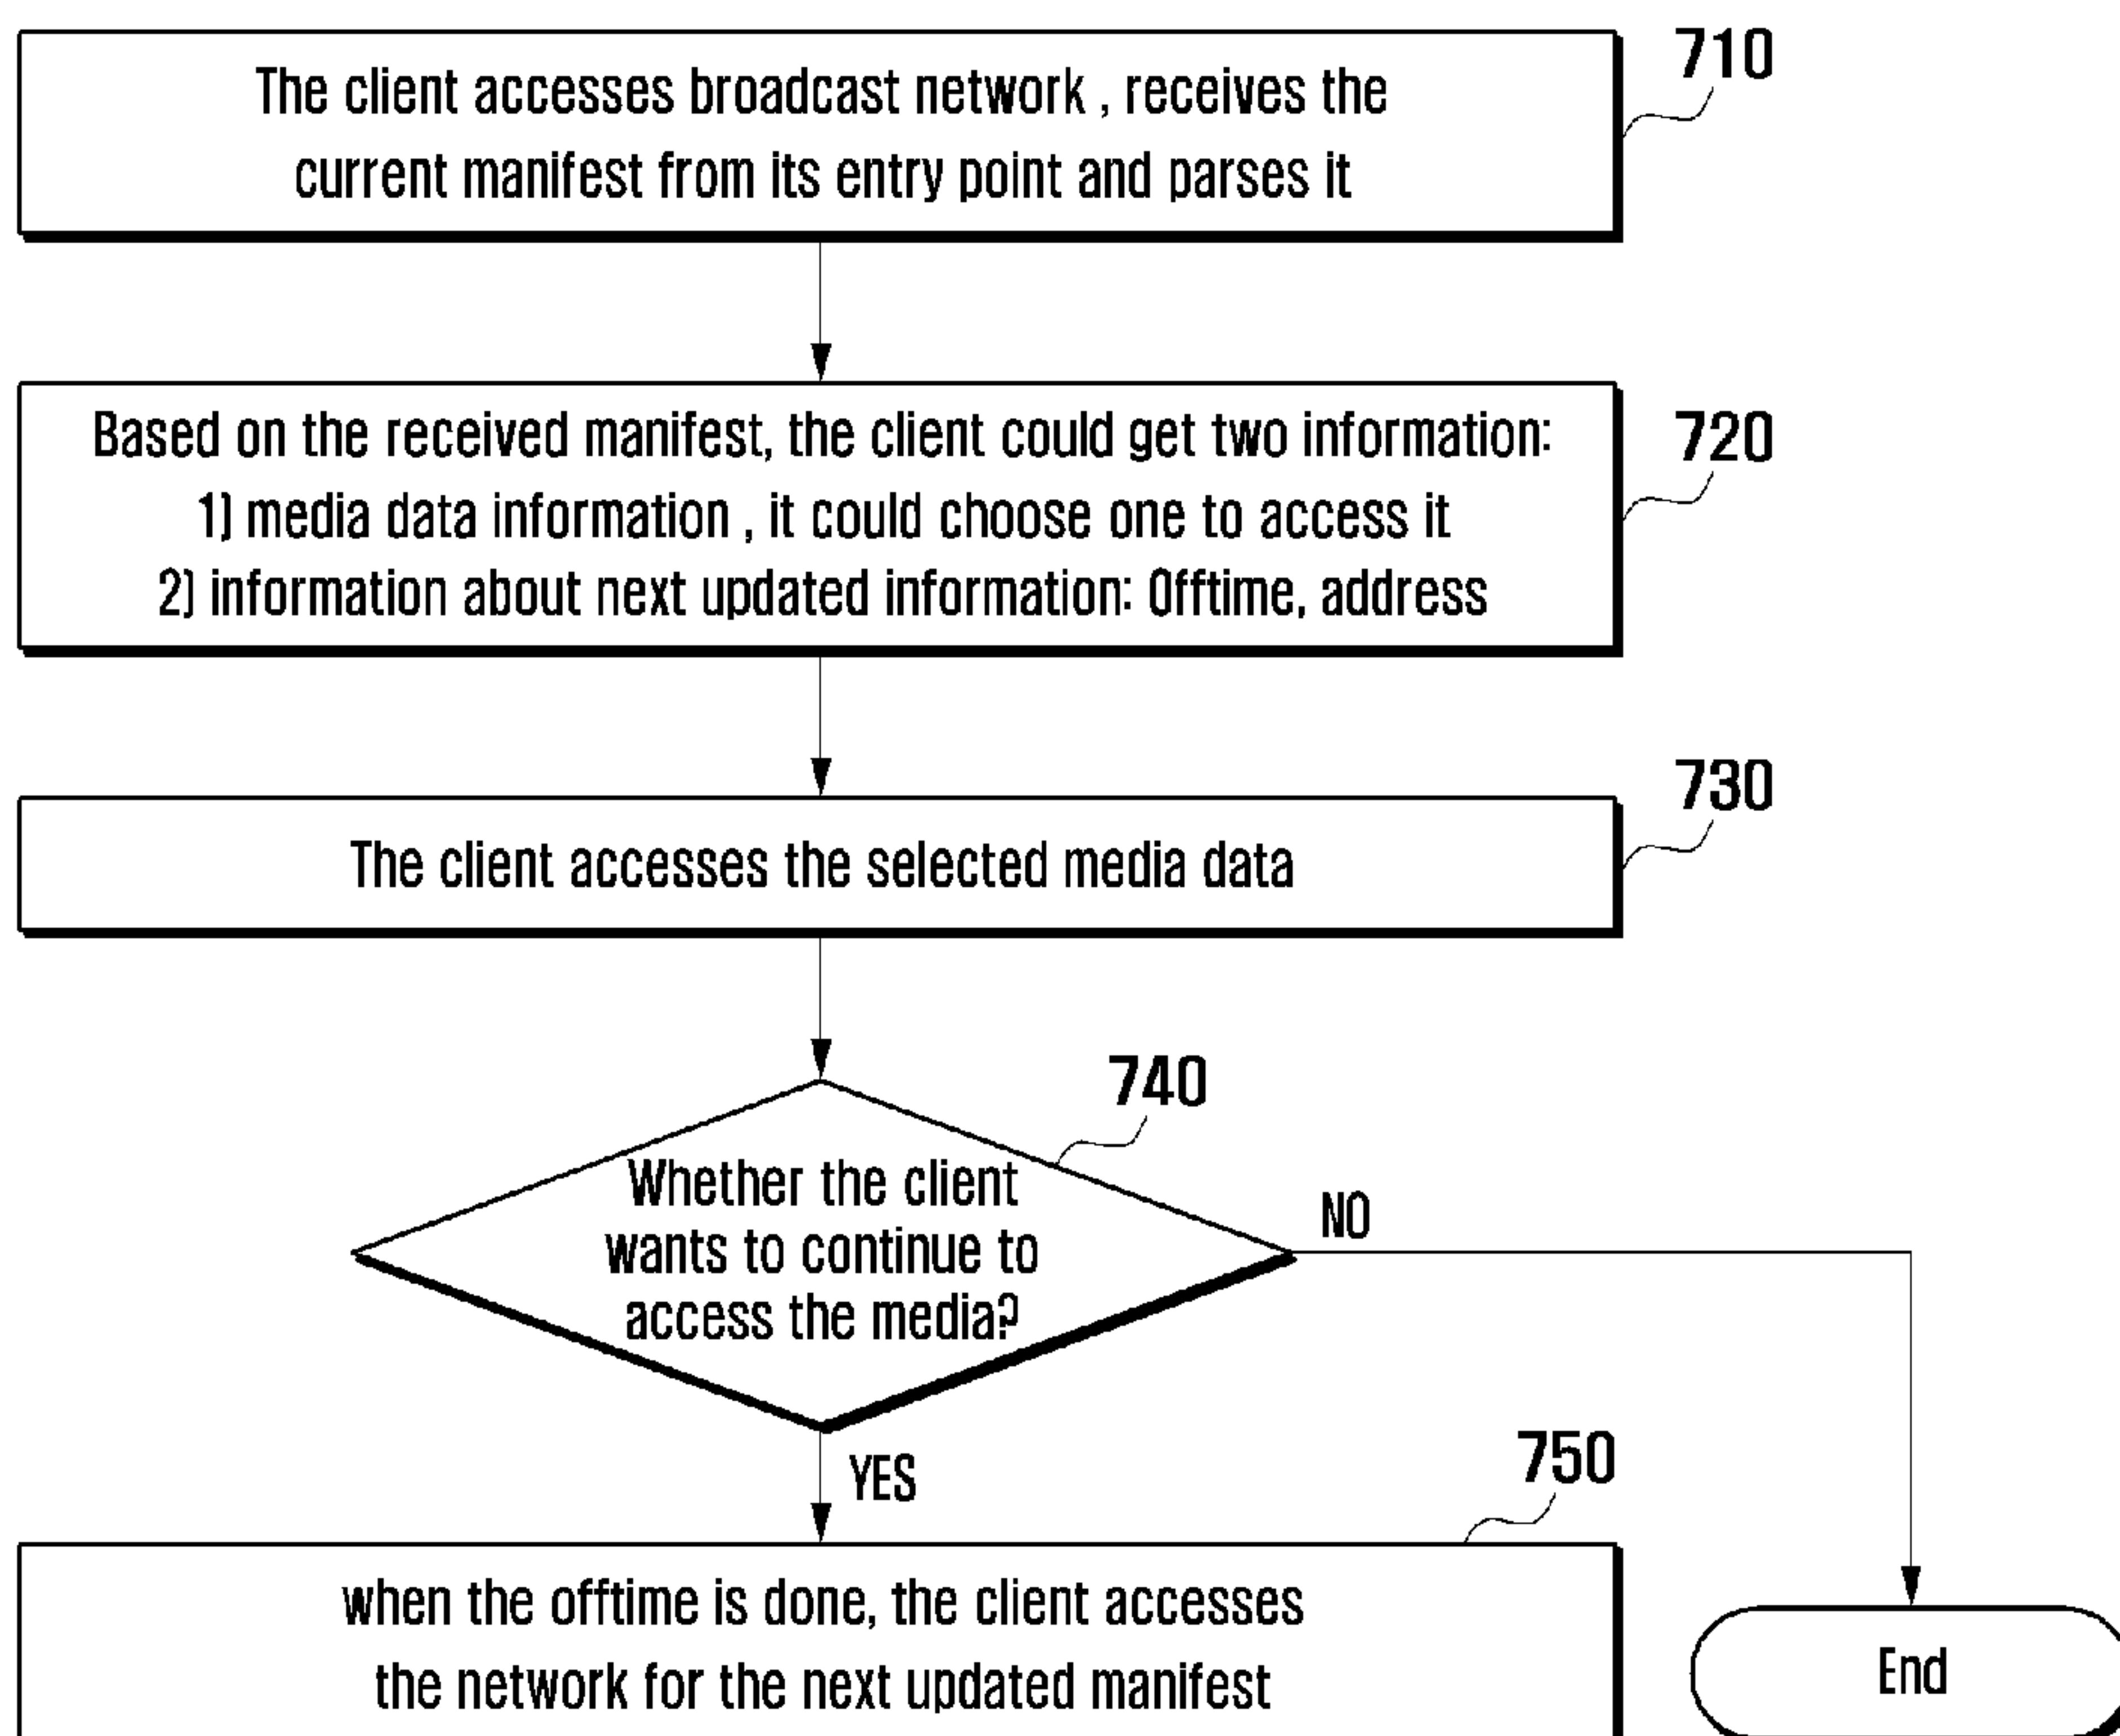 710
The client accesses broadcast network , receives the
current manifest from its entry point and parses it
720
Based on the received manifest, the client could get two information:
1) media data information , it could choose one to access it
2) information about next updated information: Offtime, address
730
The client accesses the selected media data
740
Whether the client
wants to continue to
access the media?
NO
YES
750
when the offtime is done, the client accesses
the network for the next updated manifest
End